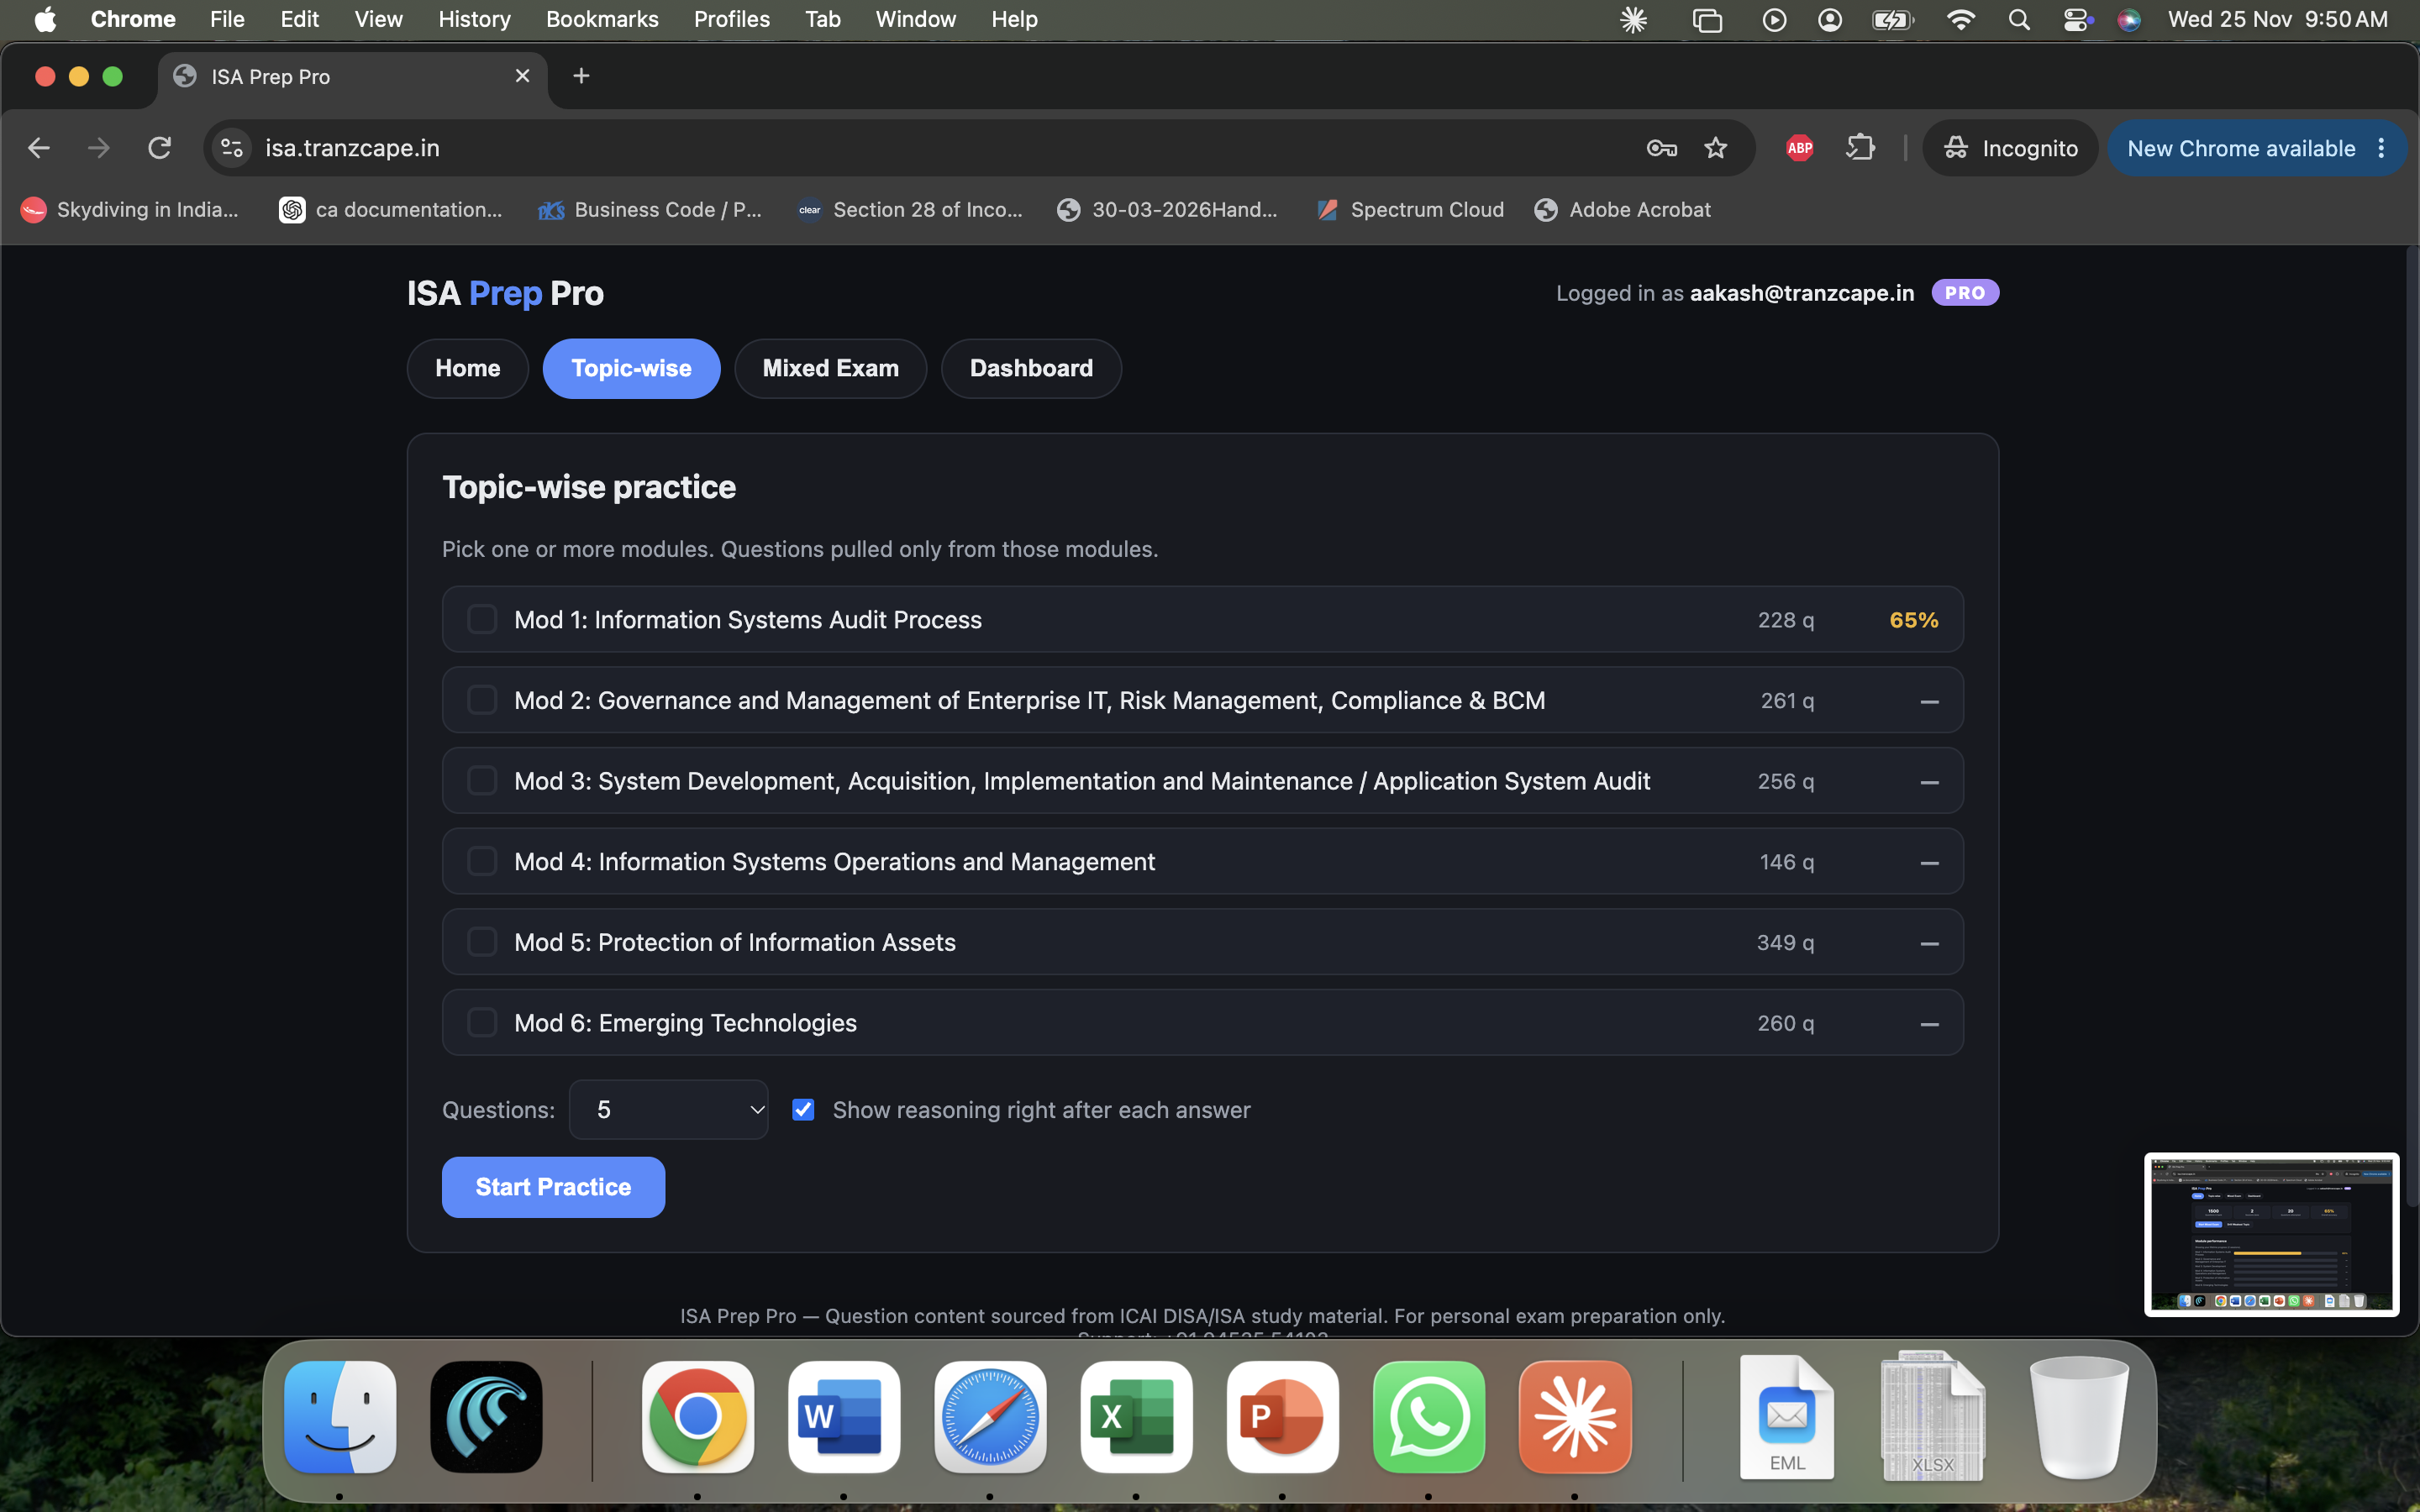 Chrome File Edit View History Bookmarks Profiles Tab Window Help Wed 25 Nov 9:50 AM
ISA Prep Pro
isa.tranzcape.in ABP Incognito New Chrome available
Skydiving in India... ca documentation... pks Business Code / P... clear Section 28 of Inco... 30-03-2026Hand... Spectrum Cloud Adobe Acrobat
ISA Prep Pro Logged in as aakash@tranzcape.in PRO
Home Topic-wise Mixed Exam Dashboard
Topic-wise practice
Pick one or more modules. Questions pulled only from those modules.
Mod 1: Information Systems Audit Process 228 q 65%
Mod 2: Governance and Management of Enterprise IT, Risk Management, Compliance & BCM 261 q —
Mod 3: System Development, Acquisition, Implementation and Maintenance / Application System Audit 256 q —
Mod 4: Information Systems Operations and Management 146 q —
Mod 5: Protection of Information Assets 349 q —
Mod 6: Emerging Technologies 260 q —
Questions: 5 Show reasoning right after each answer
Start Practice
ISA Prep Pro — Question content sourced from ICAI DISA/ISA study material. For personal exam preparation only.
W X P EML XLSX